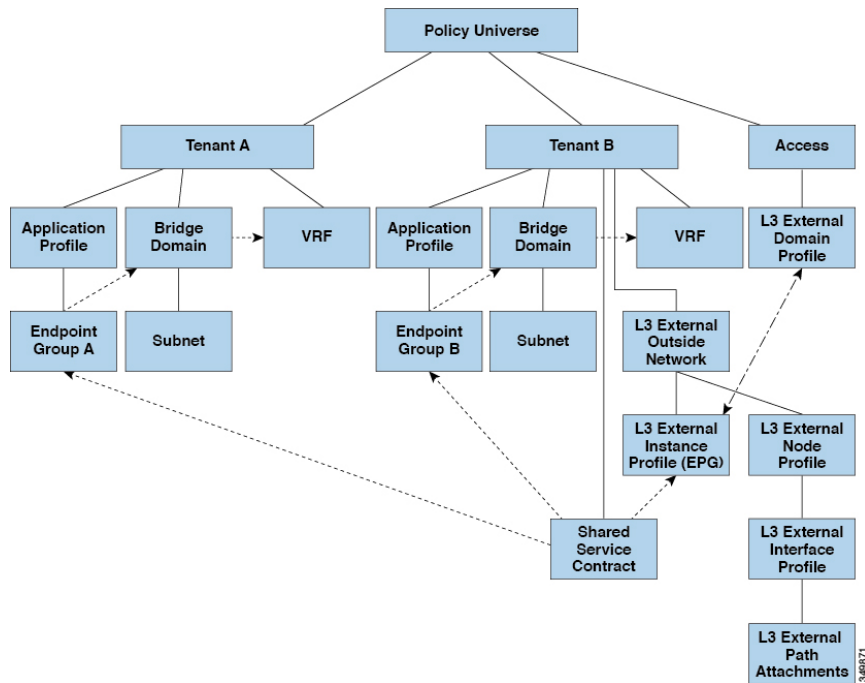 Policy Universe
Tenant A
Tenant B
Access
Application
Profile
Bridge
Domain
VRF
Application
Profile
Bridge
Domain
VRF
L3 External
Domain
Profile
Endpoint
Group A
Subnet
Endpoint
Group B
Subnet
L3 External
Outside
Network
L3 External
Instance
Profile (EPG)
L3 External
Node
Profile
Shared
Service
Contract
L3 External
Interface
Profile
L3 External
Path
Attachments
349871